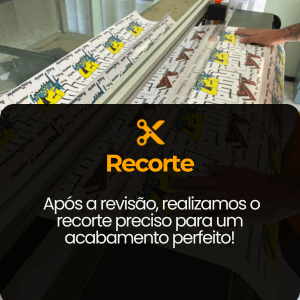 Recorte
Após a revisão, realizamos o
recorte preciso para um
acabamento perfeito!